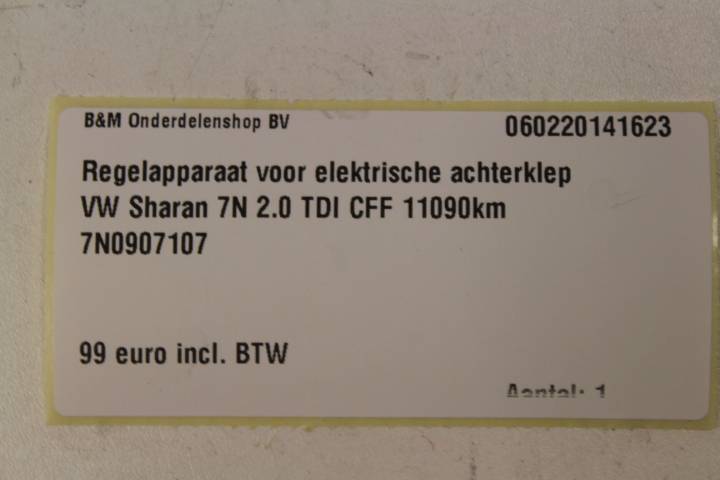 B&M Onderdelenshop BV 060220141623
Regelapparaat voor elektrische achterklep
VW Sharan 7N 2.0 TDI CFF 11090km
7N0907107
99 euro incl. BTW
Aantal: 1